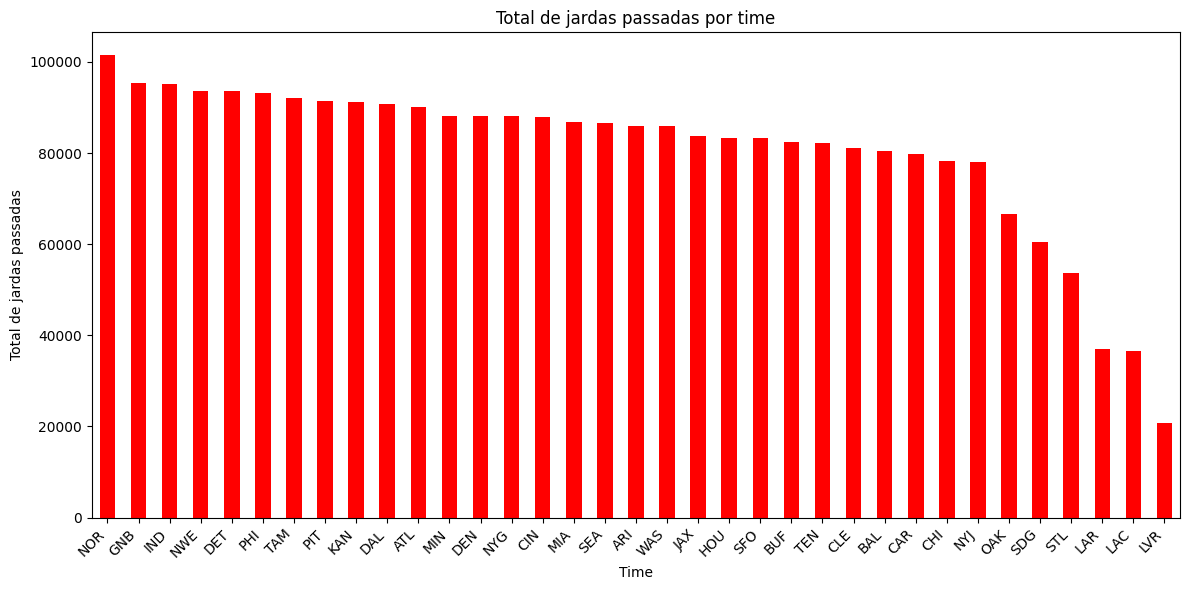 Total de jardas passadas por time
Total de jardas passadas
100000
80000
60000
40000
20000
0
NOR GNB IND NWE DET PHI TAM PIT KAN DAL ATL MIN DEN NYG CIN MIA SEA ARI WAS JAX HOU SFO BUF TEN CLE BAL CAR CHI NYJ OAK SDG STL LAR LAC LVR
Time